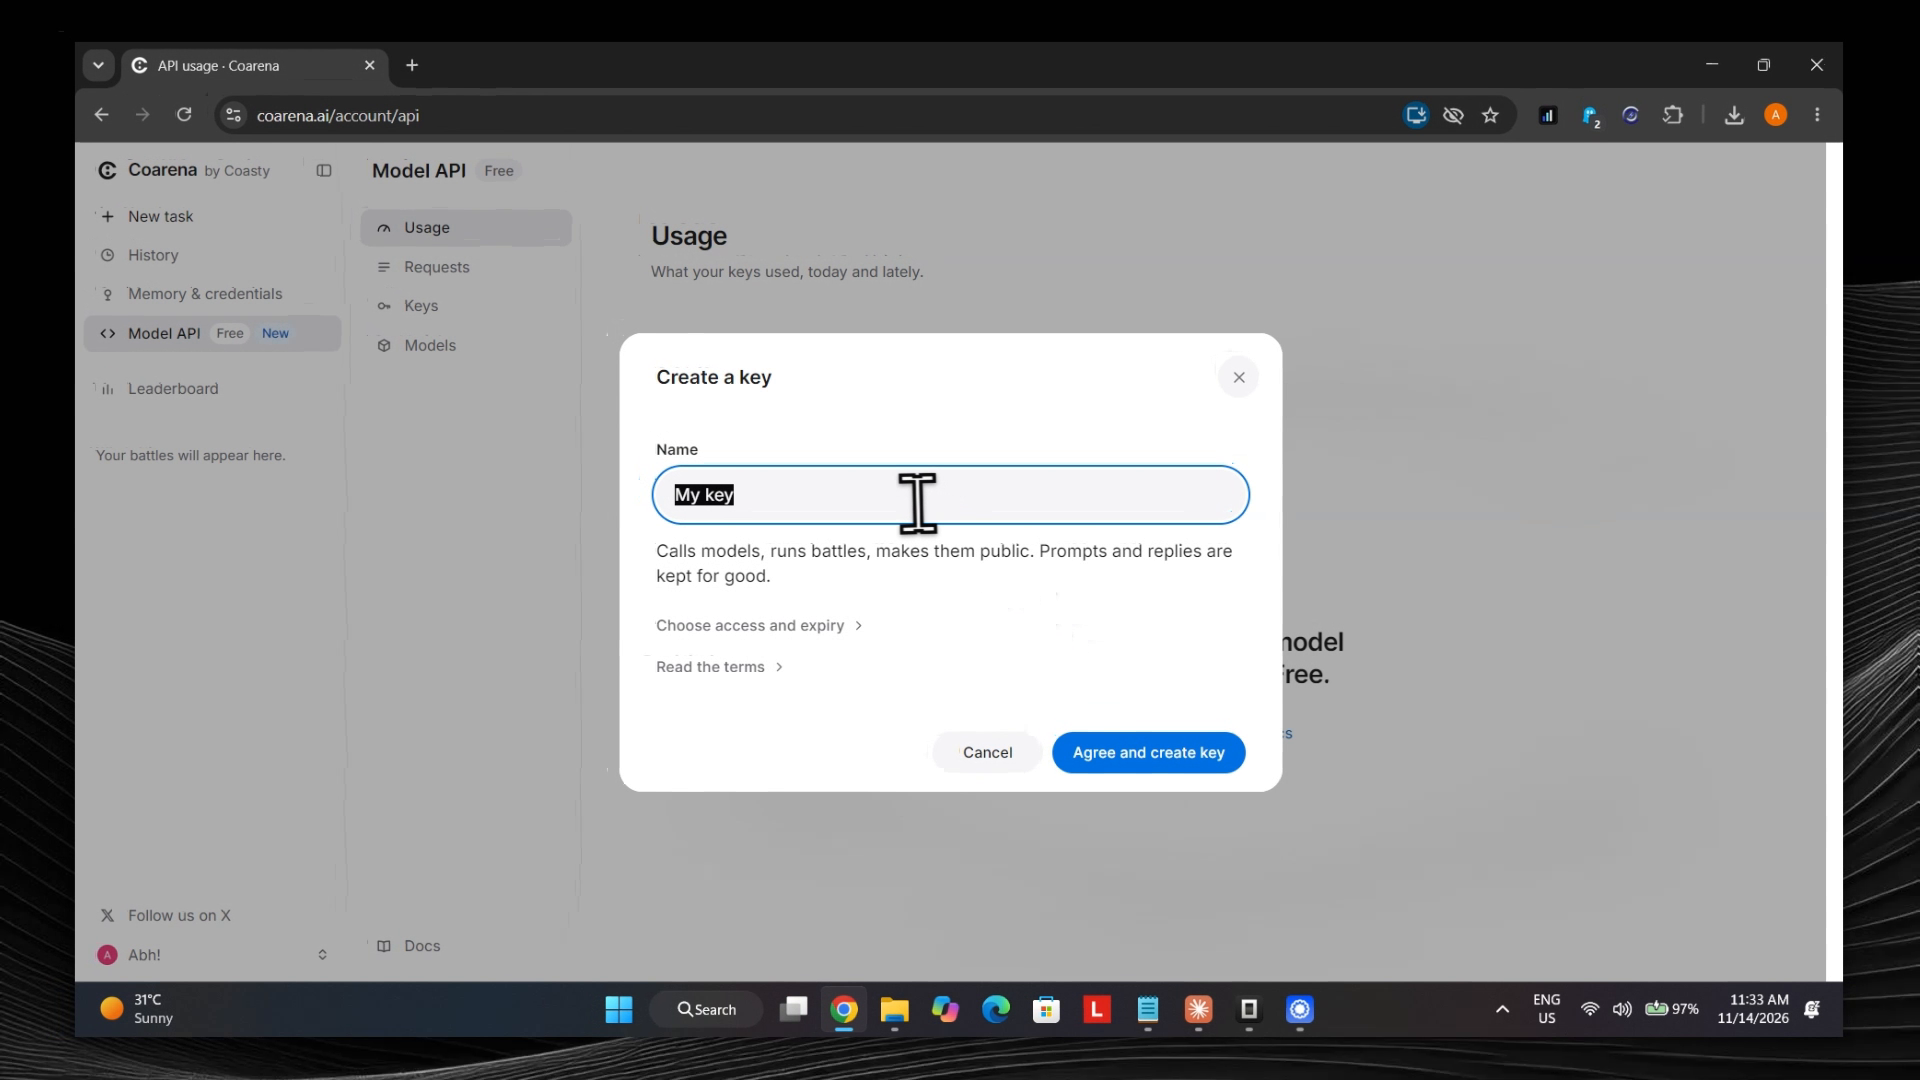 API usage · Coarena
coarena.ai/account/api
2
A
Coarena by Coasty
New task
History
Memory & credentials
Model API Free New
Leaderboard
Your battles will appear here.
Follow us on X
A Abh!
Model API Free
Usage
Requests
Keys
Models
Docs
Usage
What your keys used, today and lately.
Create a key
Name
My key
Calls models, runs battles, makes them public. Prompts and replies are
kept for good.
Choose access and expiry
Read the terms
Cancel
Agree and create key
Free.
31°C
Sunny
Search
L
ENG
US
97%
11:33 AM
11/14/2026